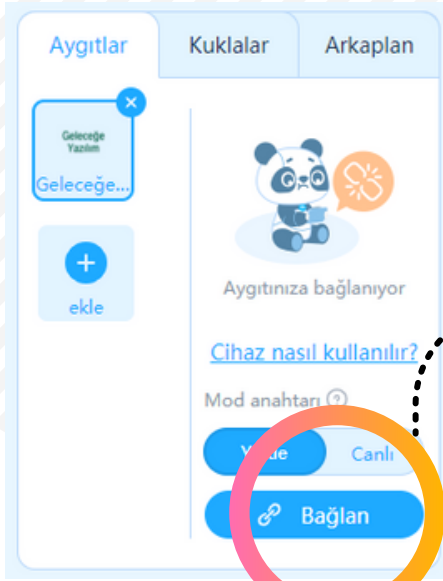 Aygıtlar
Kuklalar
Arkaplan
Geleceğe
Yazılım
Geleceğe...
ekle
Aygıtınıza bağlanıyor
Cihaz nasıl kullanılır?
Mod anahtarı
Canlı
Bağlan